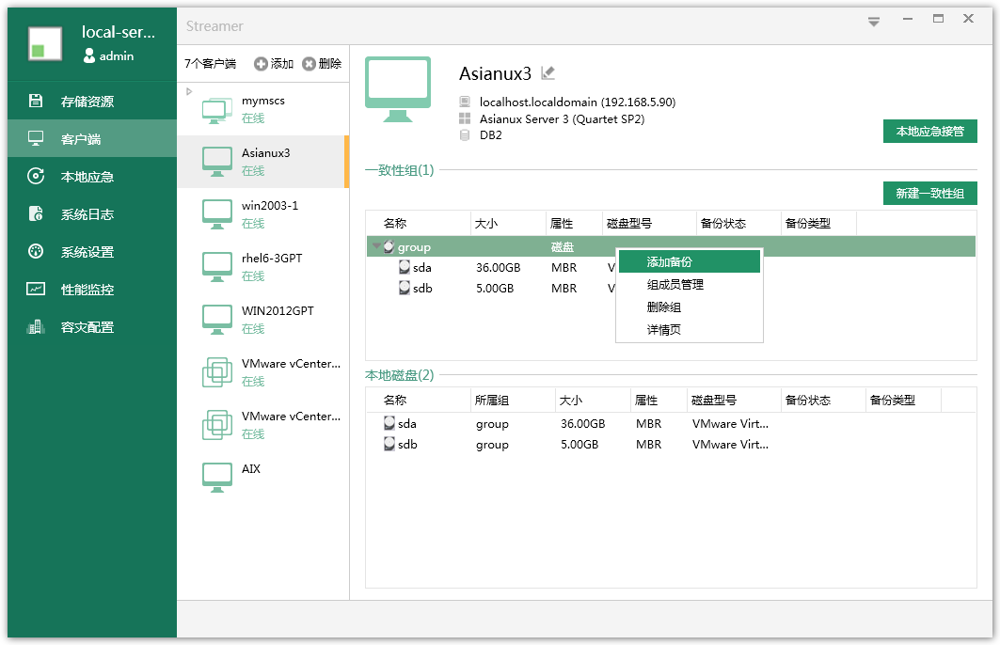 local-ser...
admin
存储资源
客户端
本地应急
系统日志
系统设置
性能监控
容灾配置
Streamer
7个客户端 添加 删除
mymscs
在线
Asianux3
在线
win2003-1
在线
rhel6-3GPT
在线
WIN2012GPT
在线
VMware vCenter...
在线
VMware vCenter...
在线
AIX
Asianux3
localhost.localdomain (192.168.5.90)
Asianux Server 3 (Quartet SP2)
DB2
本地应急接管
一致性组(1)
新建一致性组
名称 大小 属性 磁盘型号 备份状态 备份类型
group 磁盘
sda 36.00GB MBR V
sdb 5.00GB MBR V
添加备份
组成员管理
删除组
详情页
本地磁盘(2)
名称 所属组 大小 属性 磁盘型号 备份状态 备份类型
sda group 36.00GB MBR VMware Virt...
sdb group 5.00GB MBR VMware Virt...